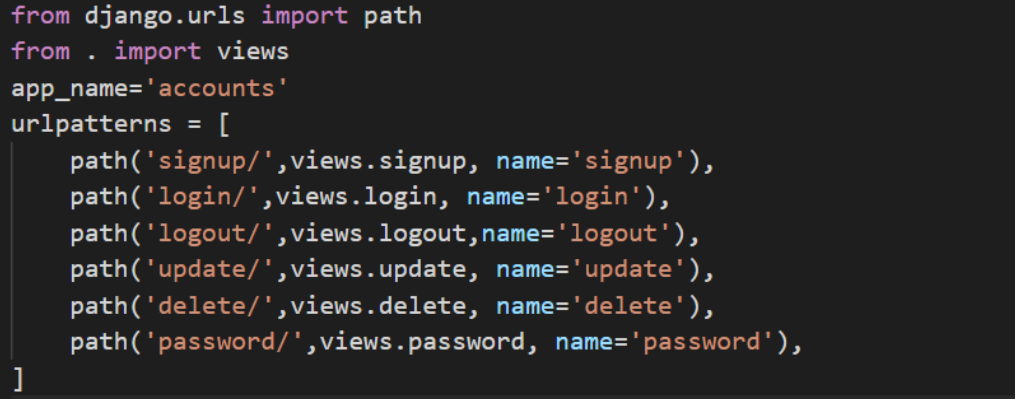 from django.urls import path
from . import views
app_name='accounts'
urlpatterns = [
    path('signup/',views.signup, name='signup'),
    path('login/',views.login, name='login'),
    path('logout/',views.logout,name='logout'),
    path('update/',views.update, name='update'),
    path('delete/',views.delete, name='delete'),
    path('password/',views.password, name='password'),
]